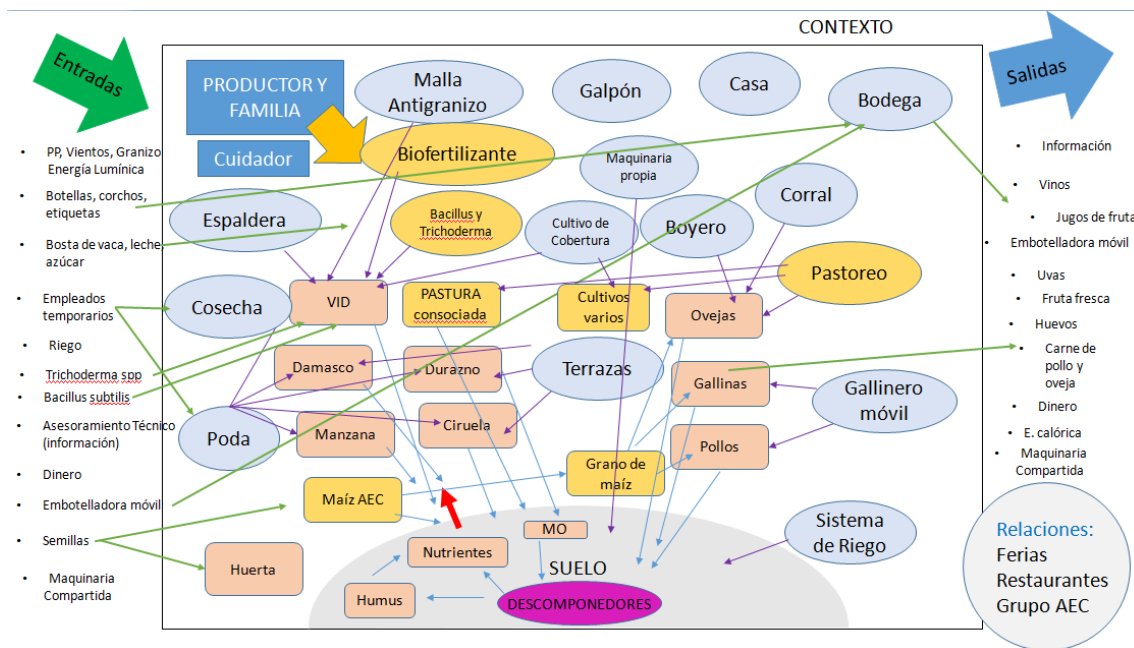 CONTEXTO
Entradas
Salidas
PRODUCTOR Y
FAMILIA
Cuidador
Malla
Antigranizo
Galpón
Casa
Bodega
Biofertilizante
Maquinaria
propia
Espaldera
Bacillus y
Trichoderma
Cultivo de
Cobertura
Boyero
Corral
Pastoreo
Cosecha
VID
PASTURA
consociada
Cultivos
varios
Ovejas
Damasco
Durazno
Terrazas
Gallinas
Gallinero
móvil
Poda
Manzana
Ciruela
Pollos
Maíz AEC
Grano de
maíz
Huerta
MO
Nutrientes
SUELO
Sistema
de Riego
Humus
DESCOMPONEDORES
• PP, Vientos, Granizo
Energía Lumínica
• Botellas, corchos,
etiquetas
• Bosta de vaca, leche
azúcar
• Empleados
temporarios
• Riego
• Trichoderma spp
• Bacillus subtilis
• Asesoramiento Técnico
(información)
• Dinero
• Embotelladora móvil
• Semillas
• Maquinaria
Compartida
• Información
• Vinos
• Jugos de fruta
• Embotelladora móvil
• Uvas
• Fruta fresca
• Huevos
• Carne de
pollo y
oveja
• Dinero
• E. calórica
• Maquinaria
Compartida
Relaciones:
Ferias
Restaurantes
Grupo AEC